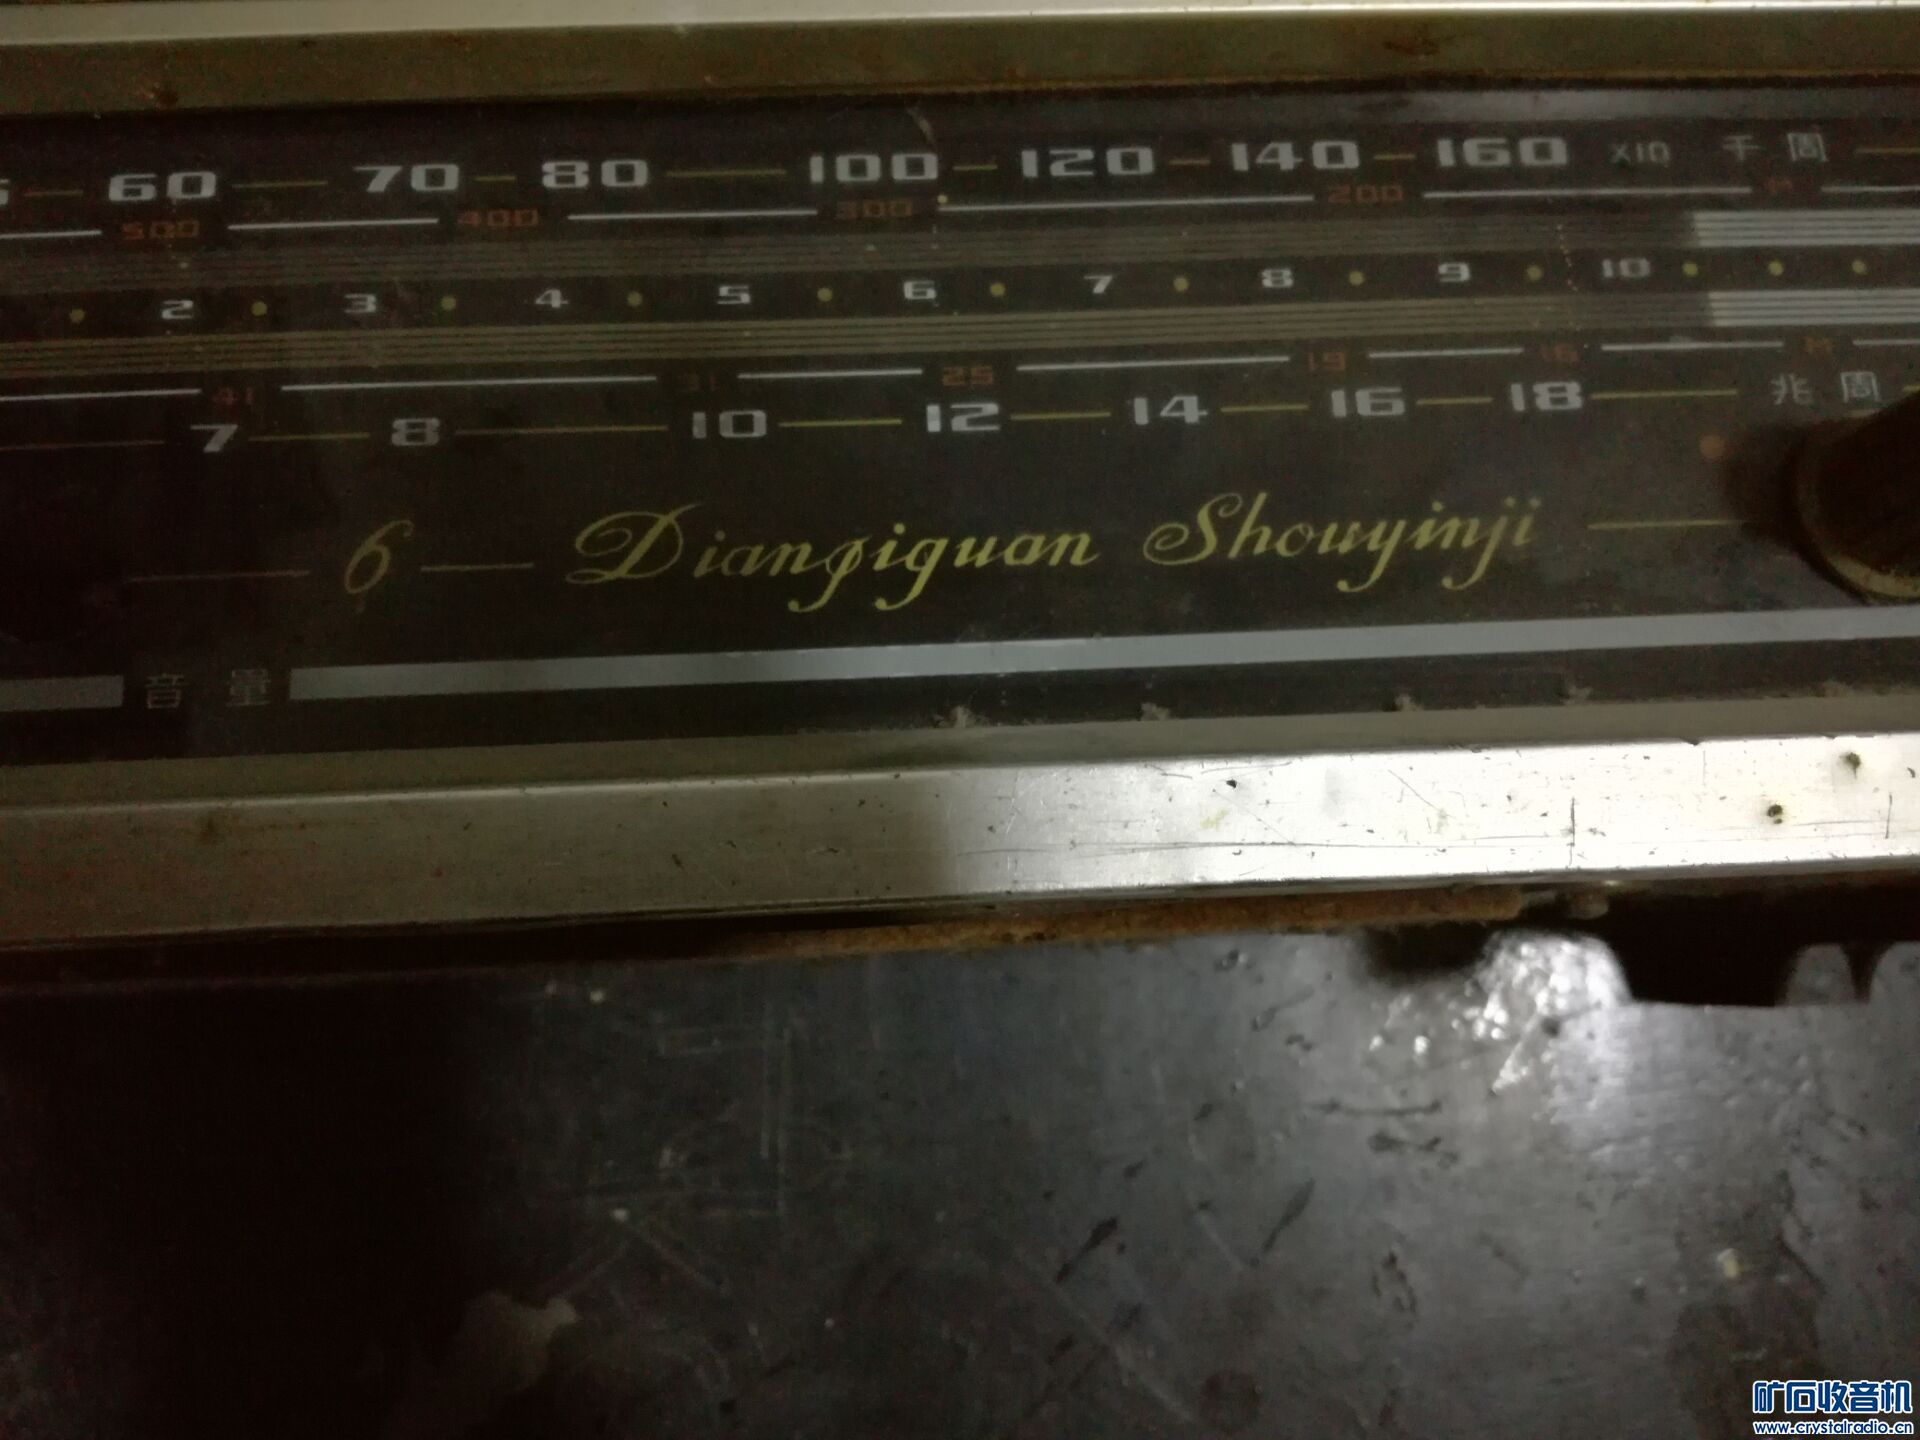 60 70 80 100 120 140 160 X10 千周
500 400 300 200 M
2 3 4 5 6 7 8 9 10
41 31 25 19 16 M
7 8 10 12 14 16 18 兆周
6 Dianziguan Shouyinji
音量
矿石收音机
www.crystalradio.cn